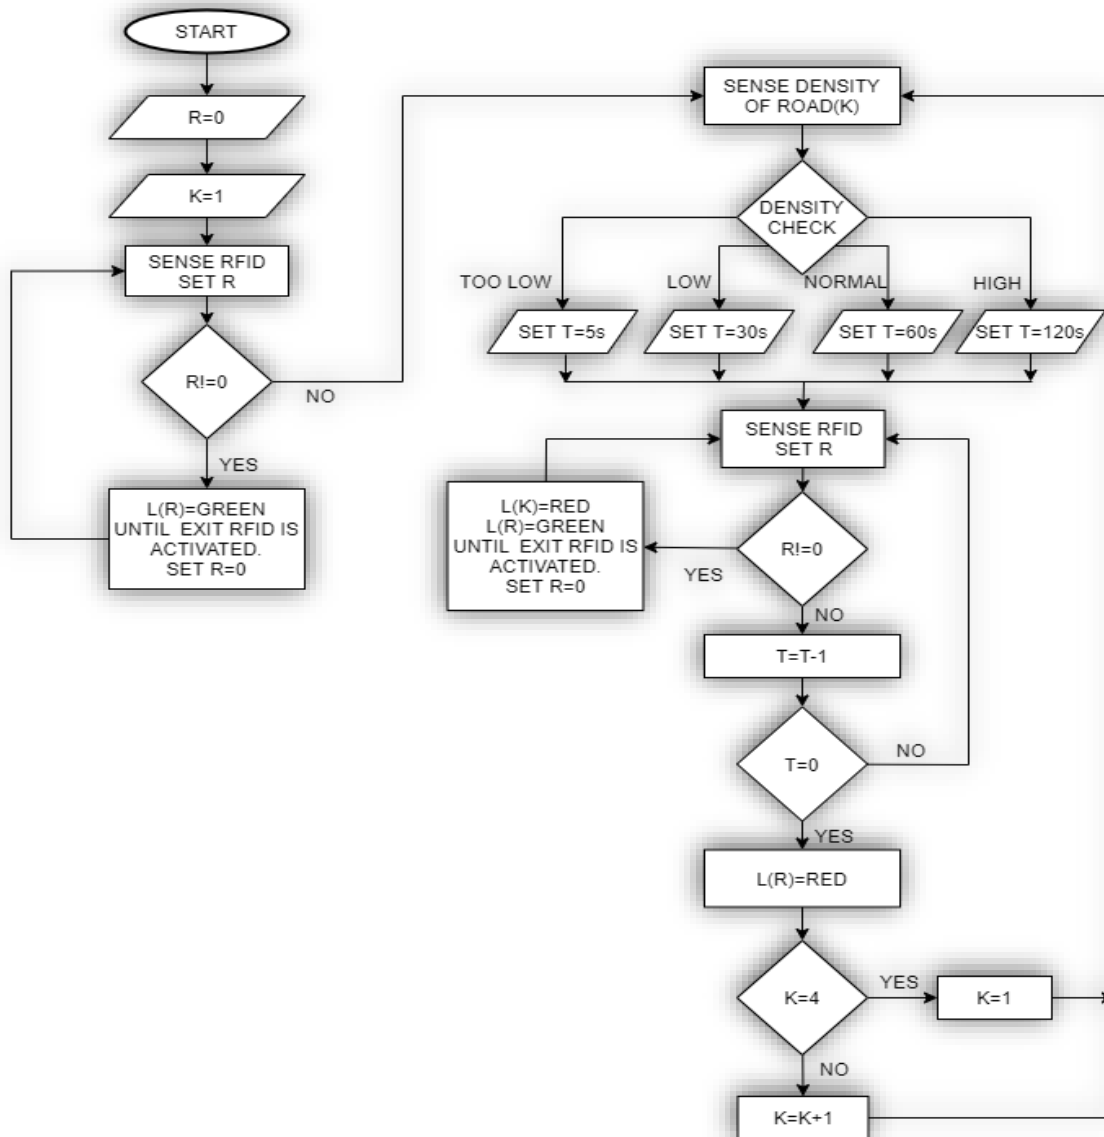 START
R=0
K=1
SENSE RFID
SET R
R!=0
NO
YES
L(R)=GREEN
UNTIL EXIT RFID IS
ACTIVATED.
SET R=0
SENSE DENSITY
OF ROAD(K)
DENSITY
CHECK
TOO LOW
LOW
NORMAL
HIGH
SET T=5s
SET T=30s
SET T=60s
SET T=120s
SENSE RFID
SET R
L(K)=RED
L(R)=GREEN
UNTIL EXIT RFID IS
ACTIVATED.
SET R=0
R!=0
YES
NO
T=T-1
T=0
NO
YES
L(R)=RED
K=4
YES
K=1
NO
K=K+1